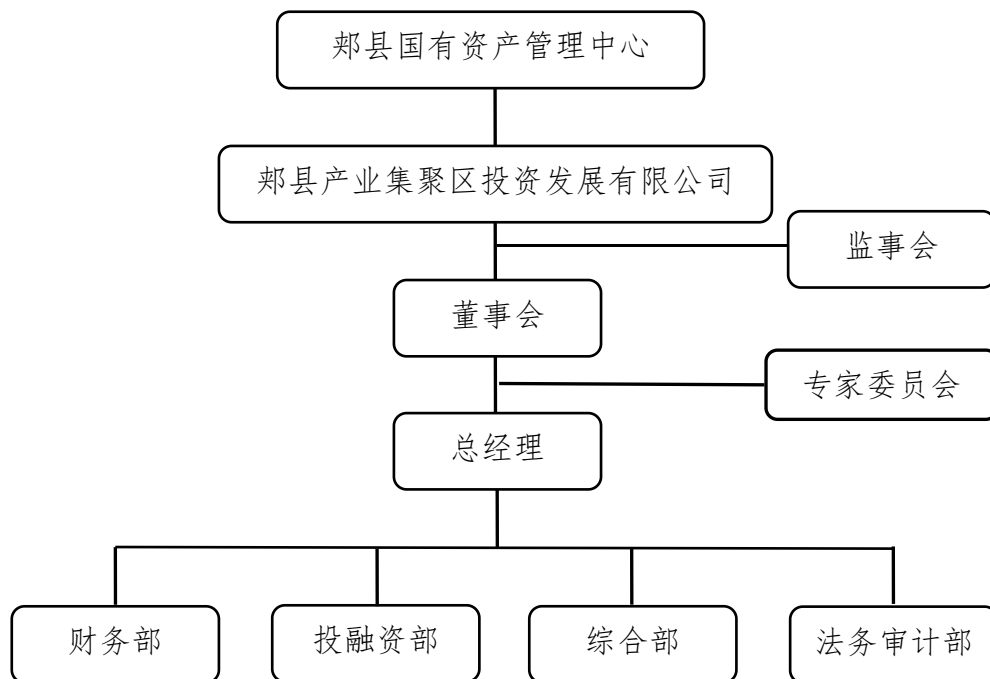 郏县国有资产管理中心
郏县产业集聚区投资发展有限公司
监事会
董事会
专家委员会
总经理
财务部
投融资部
综合部
法务审计部